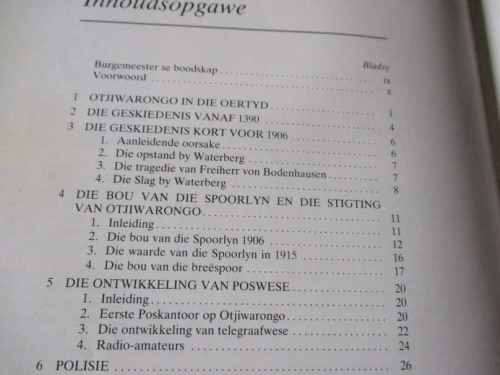 Inhoudsopgawe
Bladsy
Burgemeester se boodskap ix
Voorwoord x
1 OTJIWARONGO IN DIE OERTYD 1
2 DIE GESKIEDENIS VANAF 1390 4
3 DIE GESKIEDENIS KORT VOOR 1906 6
1. Aanleidende oorsake 6
2. Die opstand by Waterberg 7
3. Die tragedie van Freiherr von Bodenhausen 7
4. Die Slag by Waterberg 8
4 DIE BOU VAN DIE SPOORLYN EN DIE STIGTING
VAN OTJIWARONGO 11
1. Inleiding 11
2. Die bou van die Spoorlyn 1906 12
3. Die waarde van die spoorlyn in 1915 16
4. Die bou van die breëspoor 17
5 DIE ONTWIKKELING VAN POSWESE 20
1. Inleiding 20
2. Eerste Poskantoor op Otjiwarongo 20
3. Die ontwikkeling van telegraafwese 22
4. Radio-amateurs 24
6 POLISIE 26